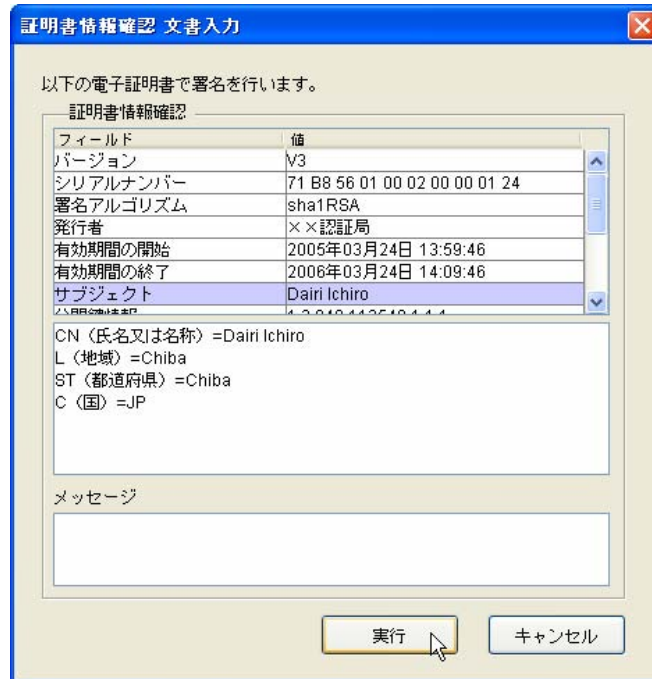 証明書情報確認 文書入力
以下の電子証明書で署名を行います。
証明書情報確認
フィールド 値
バージョン V3
シリアルナンバー 71 B8 56 01 00 02 00 00 01 24
署名アルゴリズム sha1RSA
発行者 ××認証局
有効期間の開始 2005年03月24日 13:59:46
有効期間の終了 2006年03月24日 14:09:46
サブジェクト Dairi Ichiro
CN（氏名又は名称）=Dairi Ichiro
L（地域）=Chiba
ST（都道府県）=Chiba
C（国）=JP
メッセージ
実行 キャンセル